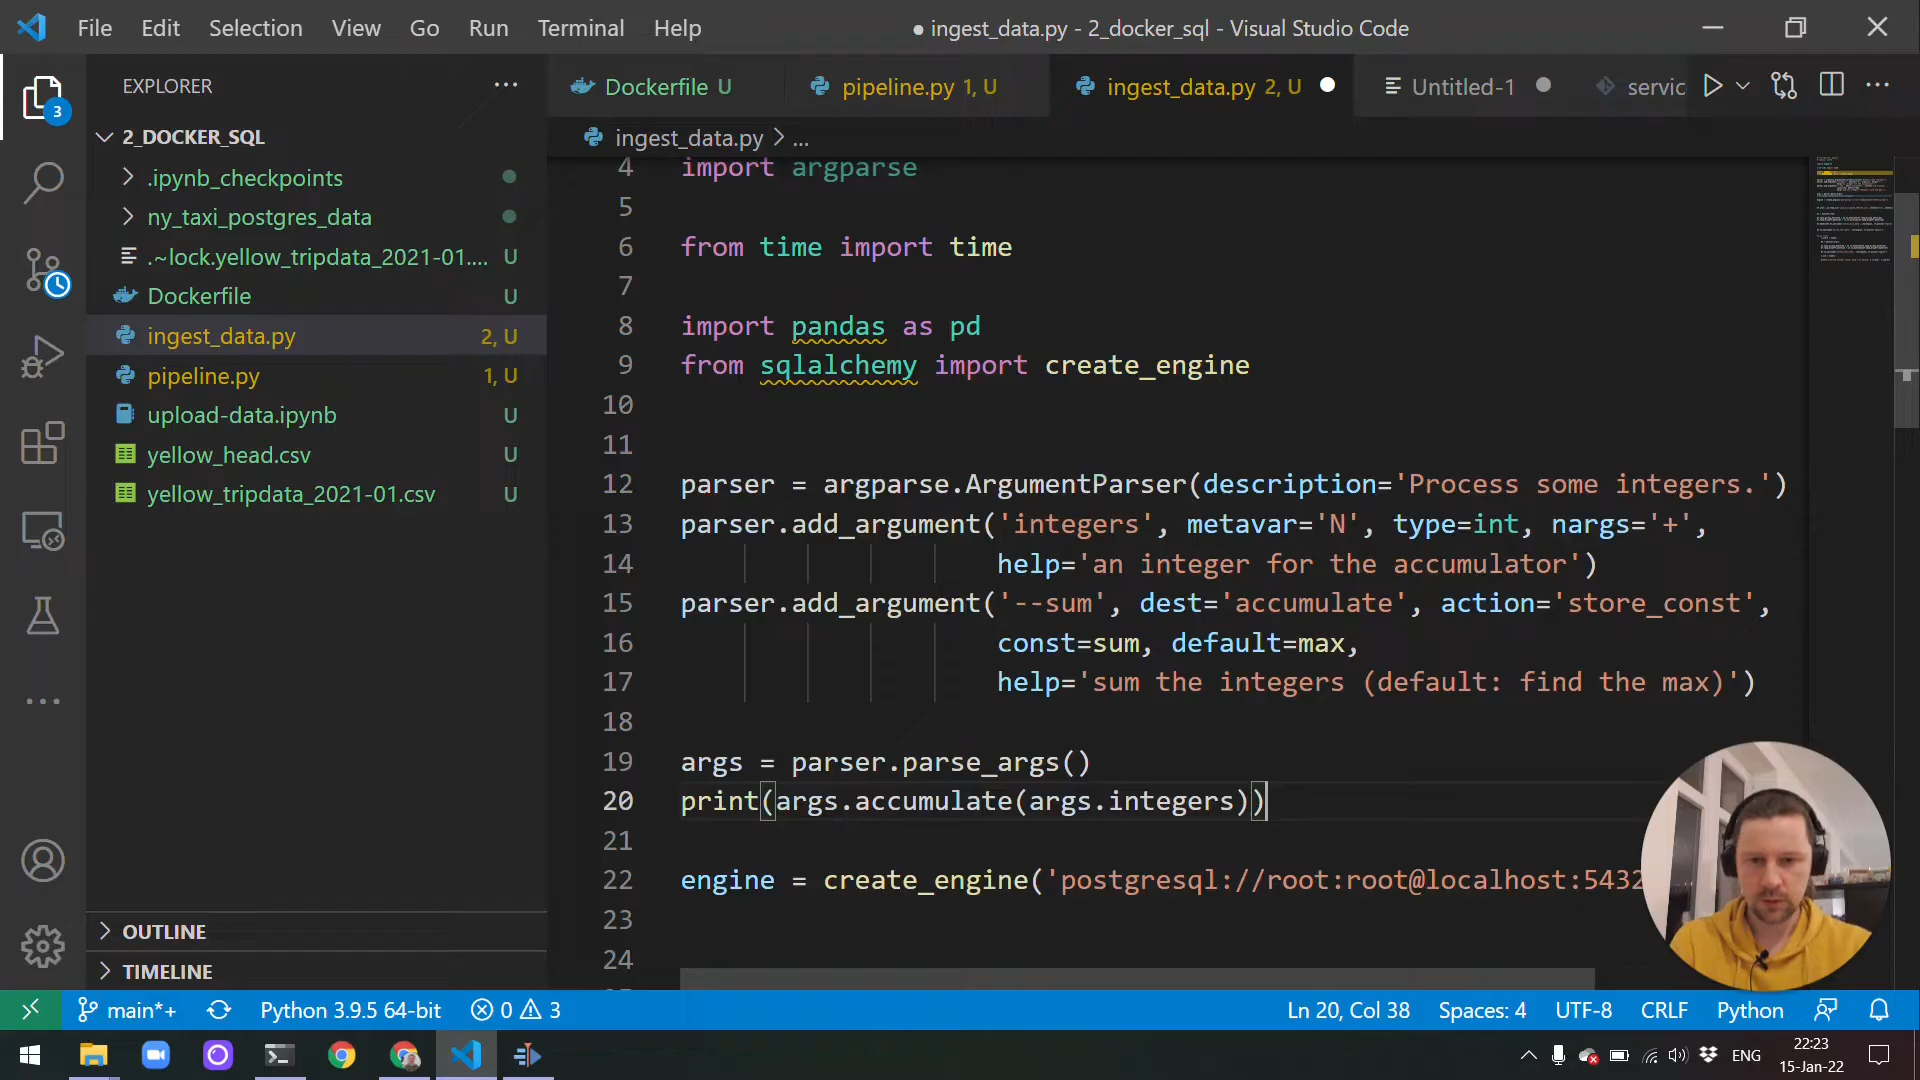 File Edit Selection View Go Run Terminal Help
● ingest_data.py - 2_docker_sql - Visual Studio Code
EXPLORER
2_DOCKER_SQL
.ipynb_checkpoints
ny_taxi_postgres_data
.~lock.yellow_tripdata_2021-01.... U
Dockerfile U
ingest_data.py 2, U
pipeline.py 1, U
upload-data.ipynb U
yellow_head.csv U
yellow_tripdata_2021-01.csv U
OUTLINE
TIMELINE
3
Dockerfile U
pipeline.py 1, U
ingest_data.py 2, U
Untitled-1
servic
ingest_data.py > ...
4 import argparse
5
6 from time import time
7
8 import pandas as pd
9 from sqlalchemy import create_engine
10
11
12 parser = argparse.ArgumentParser(description='Process some integers.')
13 parser.add_argument('integers', metavar='N', type=int, nargs='+',
14 help='an integer for the accumulator')
15 parser.add_argument('--sum', dest='accumulate', action='store_const',
16 const=sum, default=max,
17 help='sum the integers (default: find the max)')
18
19 args = parser.parse_args()
20 print(args.accumulate(args.integers))
21
22 engine = create_engine('postgresql://root:root@localhost:5432
23
24
main*+ Python 3.9.5 64-bit 0 3
Ln 20, Col 38 Spaces: 4 UTF-8 CRLF Python
ENG
22:23
15-Jan-22